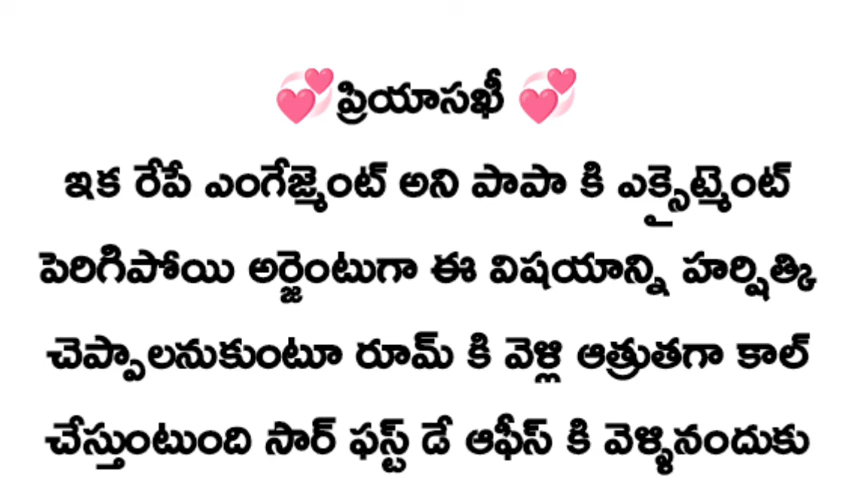 💞ప్రియాసఖీ 💞
ఇక రేపే ఎంగేజ్మెంట్ అని పాపా కి ఎక్సైట్మెంట్
పెరిగిపోయి అర్జెంటుగా ఈ విషయాన్ని హర్షిత్కి
చెప్పాలనుకుంటూ రూమ్ కి వెళ్లి ఆత్రుతగా కాల్
చేస్తుంటుంది సార్ ఫస్ట్ డే ఆఫీస్ కి వెళ్ళినందుకు